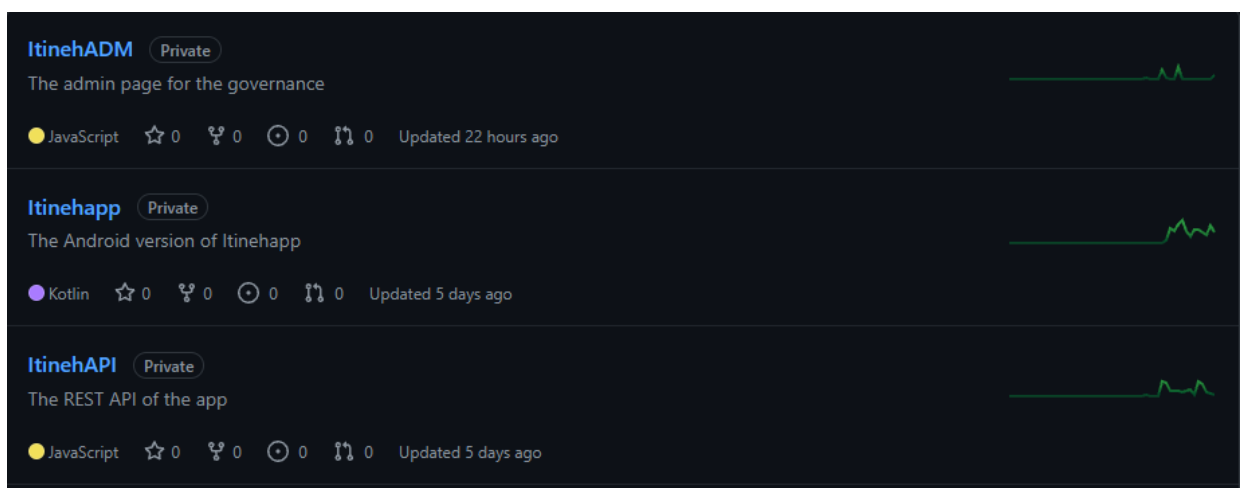 ItinehADM Private
The admin page for the governance
JavaScript 0 0 0 0 Updated 22 hours ago
Itinehapp Private
The Android version of Itinehapp
Kotlin 0 0 0 0 Updated 5 days ago
ItinehAPI Private
The REST API of the app
JavaScript 0 0 0 0 Updated 5 days ago